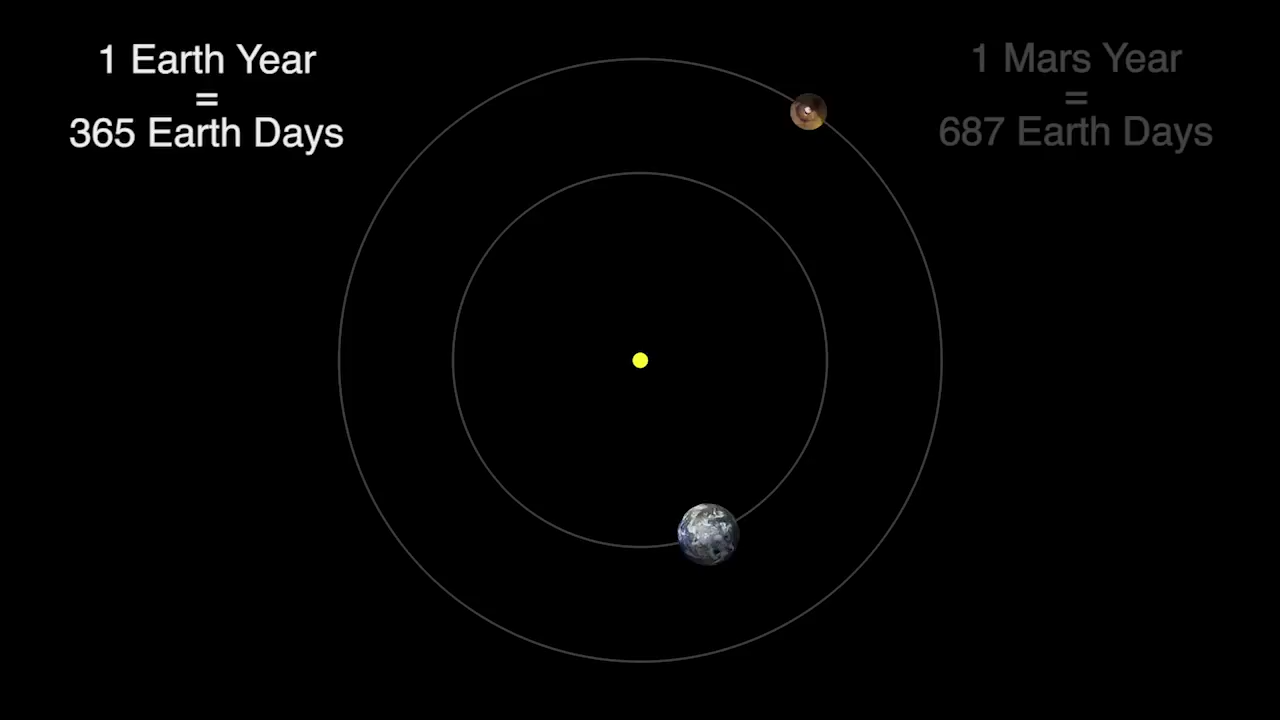 1 Earth Year
=
365 Earth Days
1 Mars Year
=
687 Earth Days